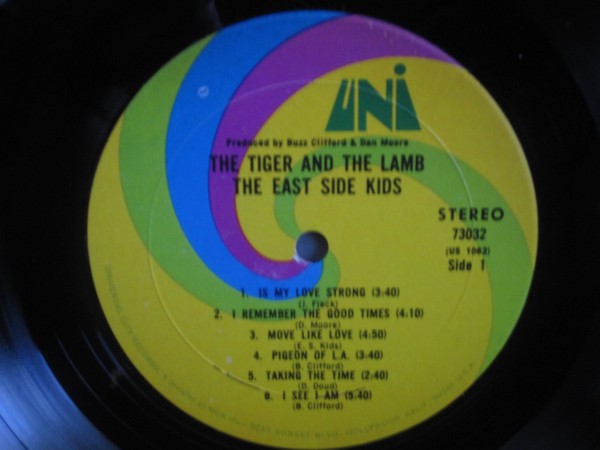 UNI
Produced by Buzz Clifford & Dan Moore
THE TIGER AND THE LAMB
THE EAST SIDE KIDS
STEREO
73032
(US 1062)
Side 1
1. IS MY LOVE STRONG (3:40)
(J. Fleck)
2. I REMEMBER THE GOOD TIMES (4:10)
(D. Moore)
3. MOVE LIKE LOVE (4:50)
(E. S. Kids)
4. PIGEON OF L.A. (3:40)
(B. Clifford)
5. TAKING THE TIME (2:40)
(D. Doud)
6. I SEE I AM (5:40)
(B. Clifford)